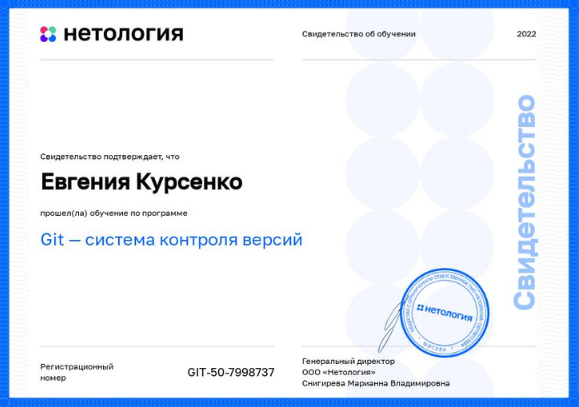 нетология
Свидетельство об обучении
2022
Свидетельство подтверждает, что
Евгения Курсенко
прошел(ла) обучение по программе
Git — система контроля версий
Свидетельство
нетология
Регистрационный
номер
GIT-50-7998737
Генеральный директор
ООО «Нетология»
Снигирева Марианна Владимировна